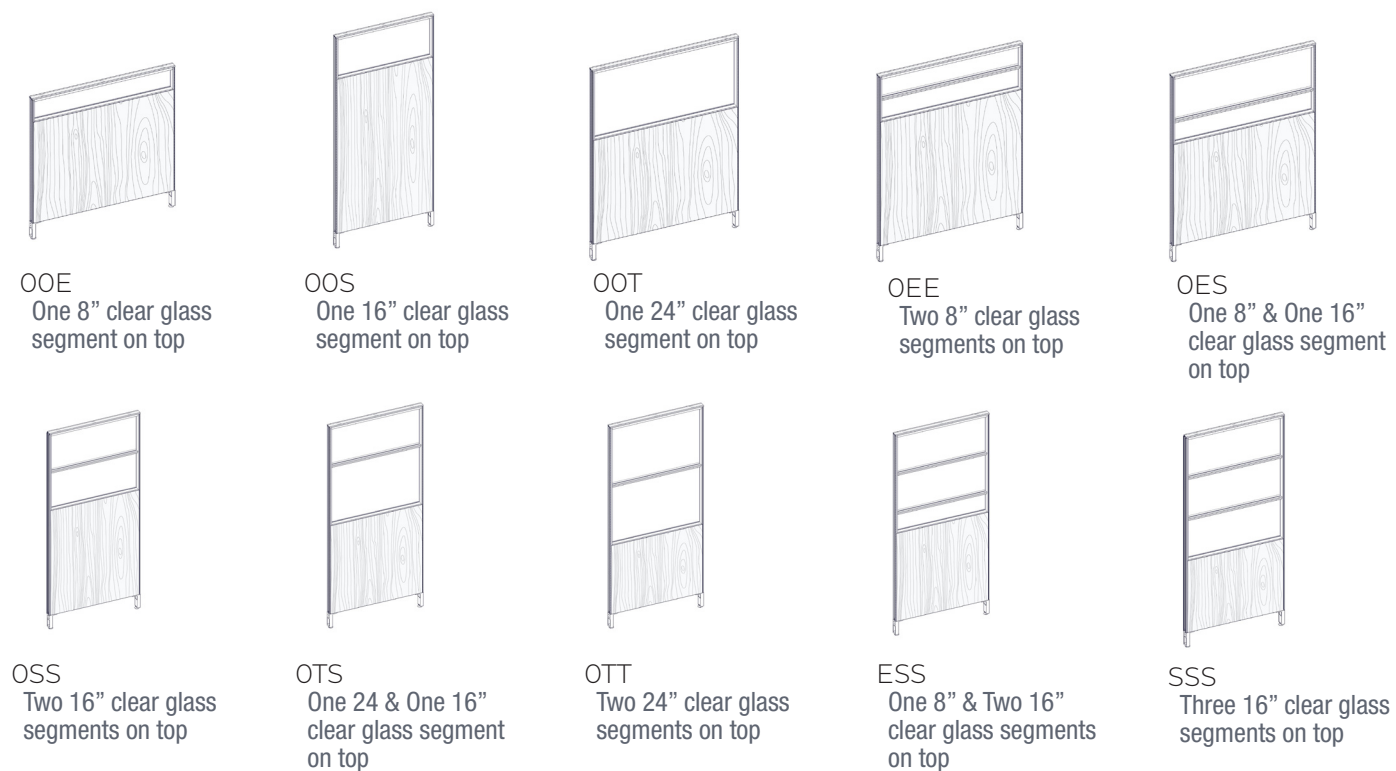 OOE
One 8” clear glass
segment on top
OOS
One 16” clear glass
segment on top
OOT
One 24” clear glass
segment on top
OEE
Two 8” clear glass
segments on top
OES
One 8” & One 16”
clear glass segment
on top
OSS
Two 16” clear glass
segments on top
OTS
One 24 & One 16”
clear glass segment
on top
OTT
Two 24” clear glass
segments on top
ESS
One 8” & Two 16”
clear glass segments
on top
SSS
Three 16” clear glass
segments on top